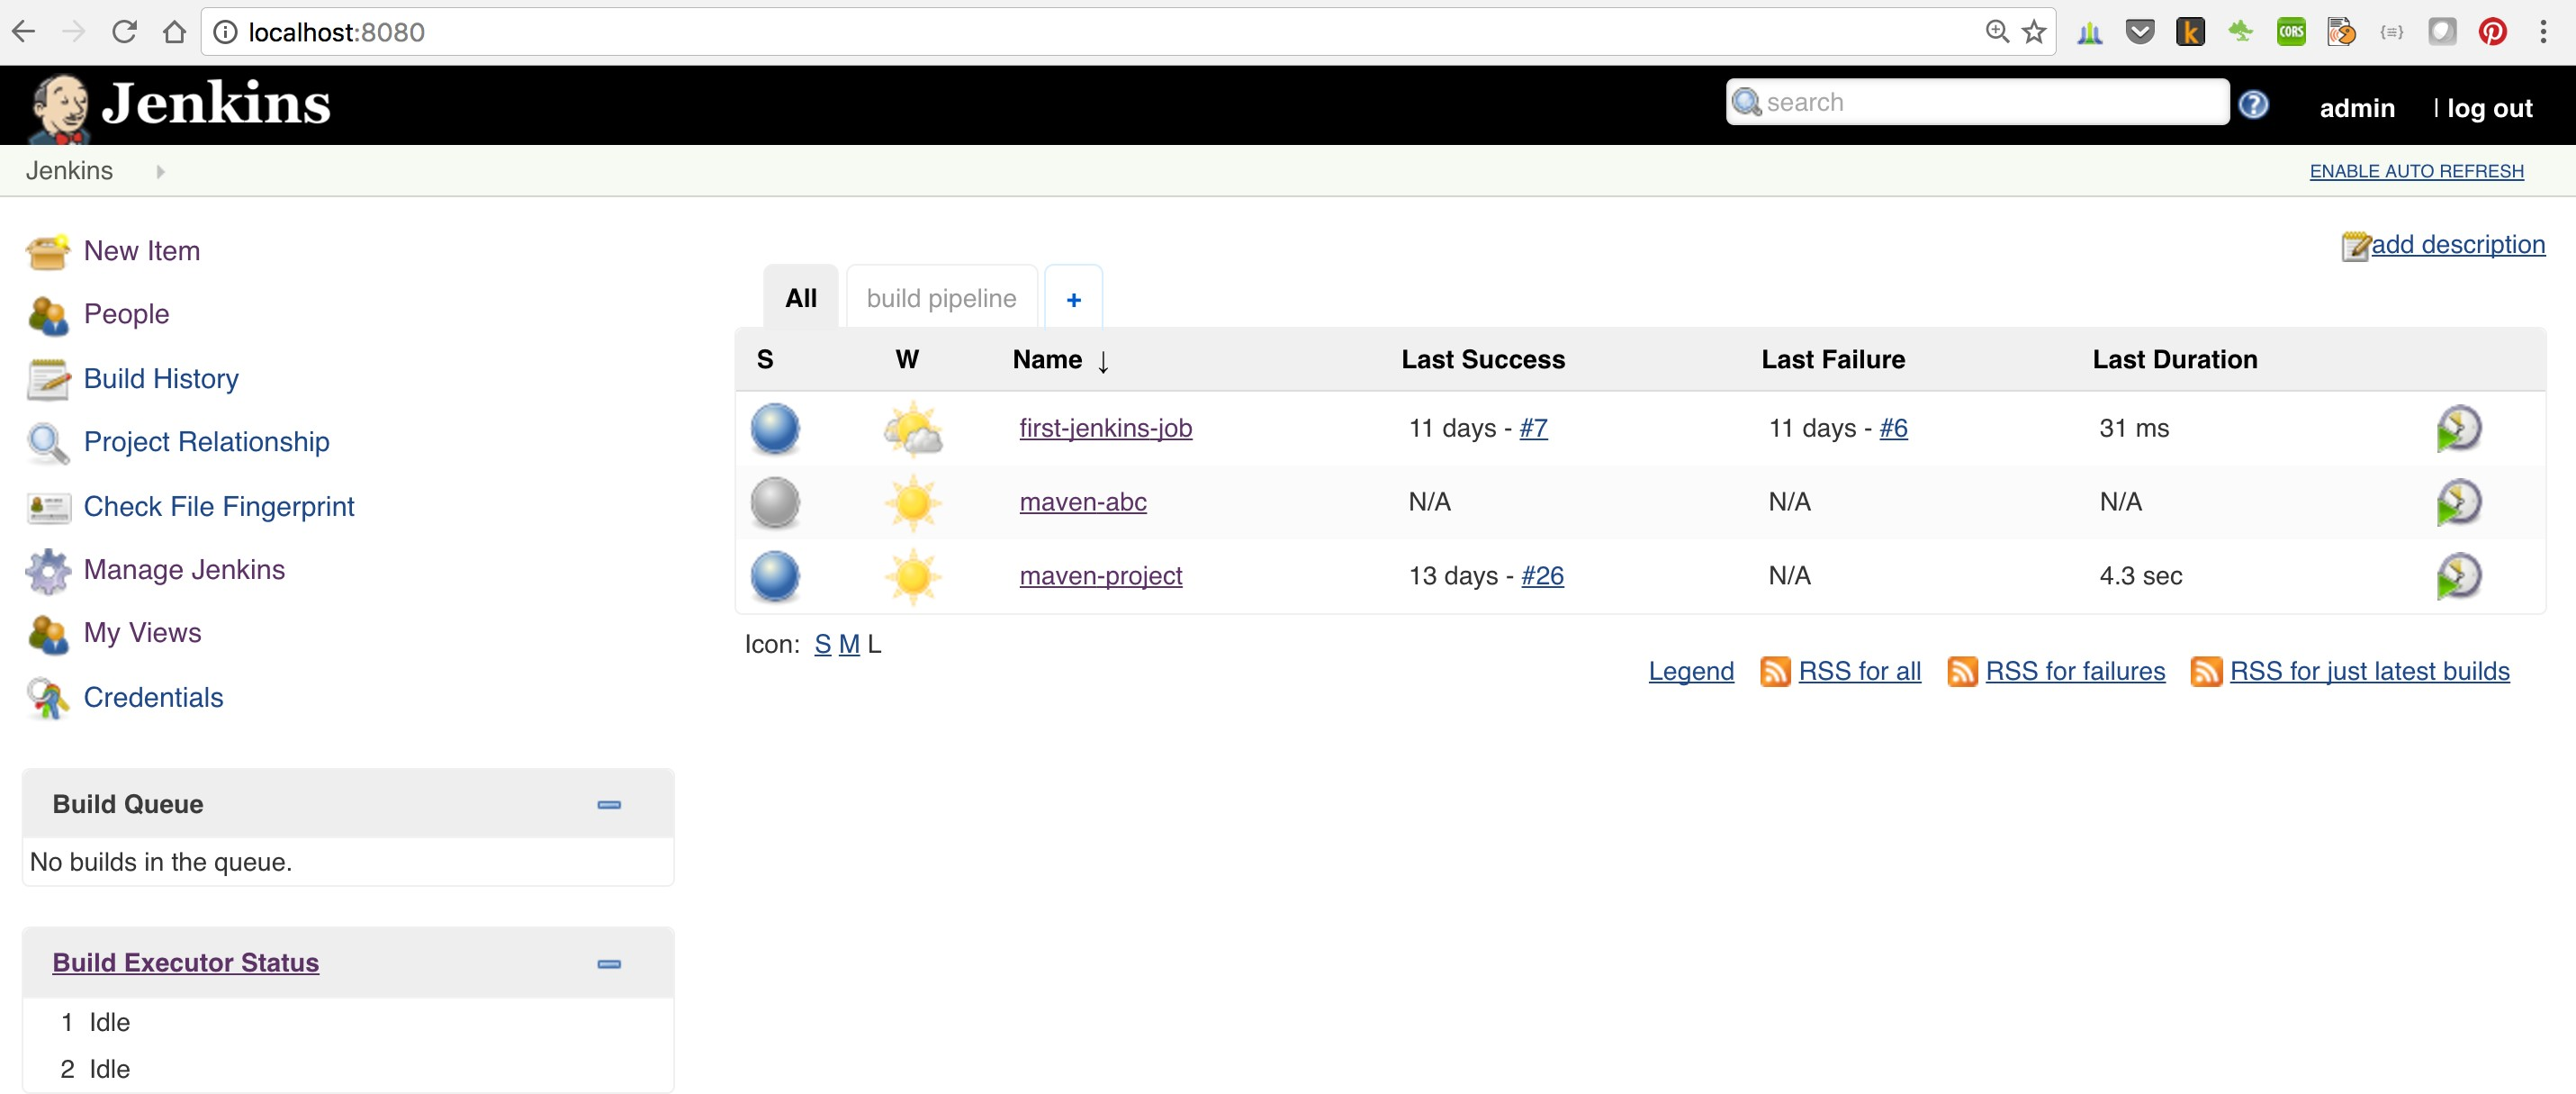 localhost:8080
CORS
Jenkins
search
admin
| log out
Jenkins
ENABLE AUTO REFRESH
New Item
People
Build History
Project Relationship
Check File Fingerprint
Manage Jenkins
My Views
Credentials
Build Queue
No builds in the queue.
Build Executor Status
1 Idle
2 Idle
add description
All build pipeline +
S W Name ↓ Last Success Last Failure Last Duration
first-jenkins-job 11 days - #7 11 days - #6 31 ms
maven-abc N/A N/A N/A
maven-project 13 days - #26 N/A 4.3 sec
Icon: S M L
Legend RSS for all RSS for failures RSS for just latest builds